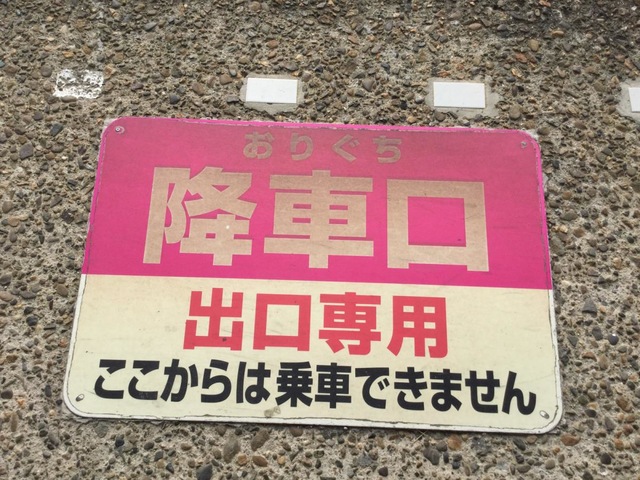 おりぐち
降車口
出口専用
ここからは乗車できません